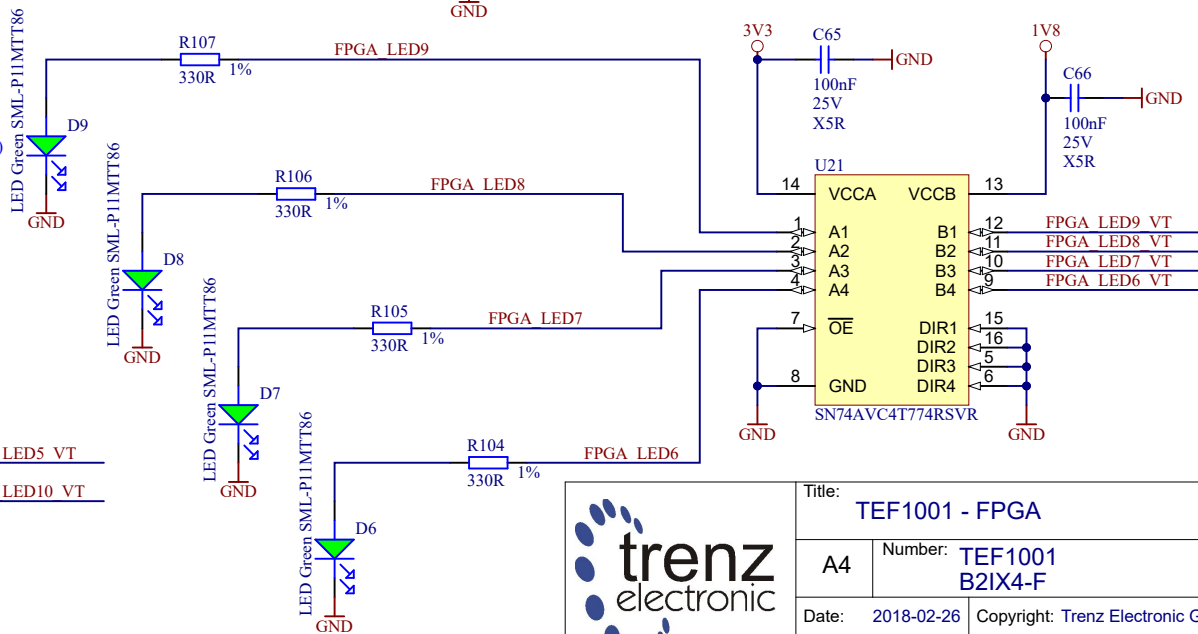 GND
R107
330R
1%
FPGA_LED9
LED Green SML-P11MTT86
D9
GND
R106
330R
1%
FPGA_LED8
LED Green SML-P11MTT86
D8
GND
R105
330R
1%
FPGA_LED7
LED Green SML-P11MTT86
D7
GND
R104
330R
1%
FPGA_LED6
LED Green SML-P11MTT86
D6
GND
LED5_VT
LED10_VT
3V3
C65
GND
100nF
25V
X5R
1V8
C66
GND
100nF
25V
X5R
U21
14 VCCA VCCB 13
1 A1 B1 12 FPGA_LED9_VT
2 A2 B2 11 FPGA_LED8_VT
3 A3 B3 10 FPGA_LED7_VT
4 A4 B4 9 FPGA_LED6_VT
7 OE DIR1 15
DIR2 16
DIR3 5
8 GND DIR4 6
SN74AVC4T774RSVR
GND
GND
trenz
electronic
Title:
TEF1001 - FPGA
A4
Number: TEF1001
B2IX4-F
Date: 2018-02-26
Copyright: Trenz Electronic G